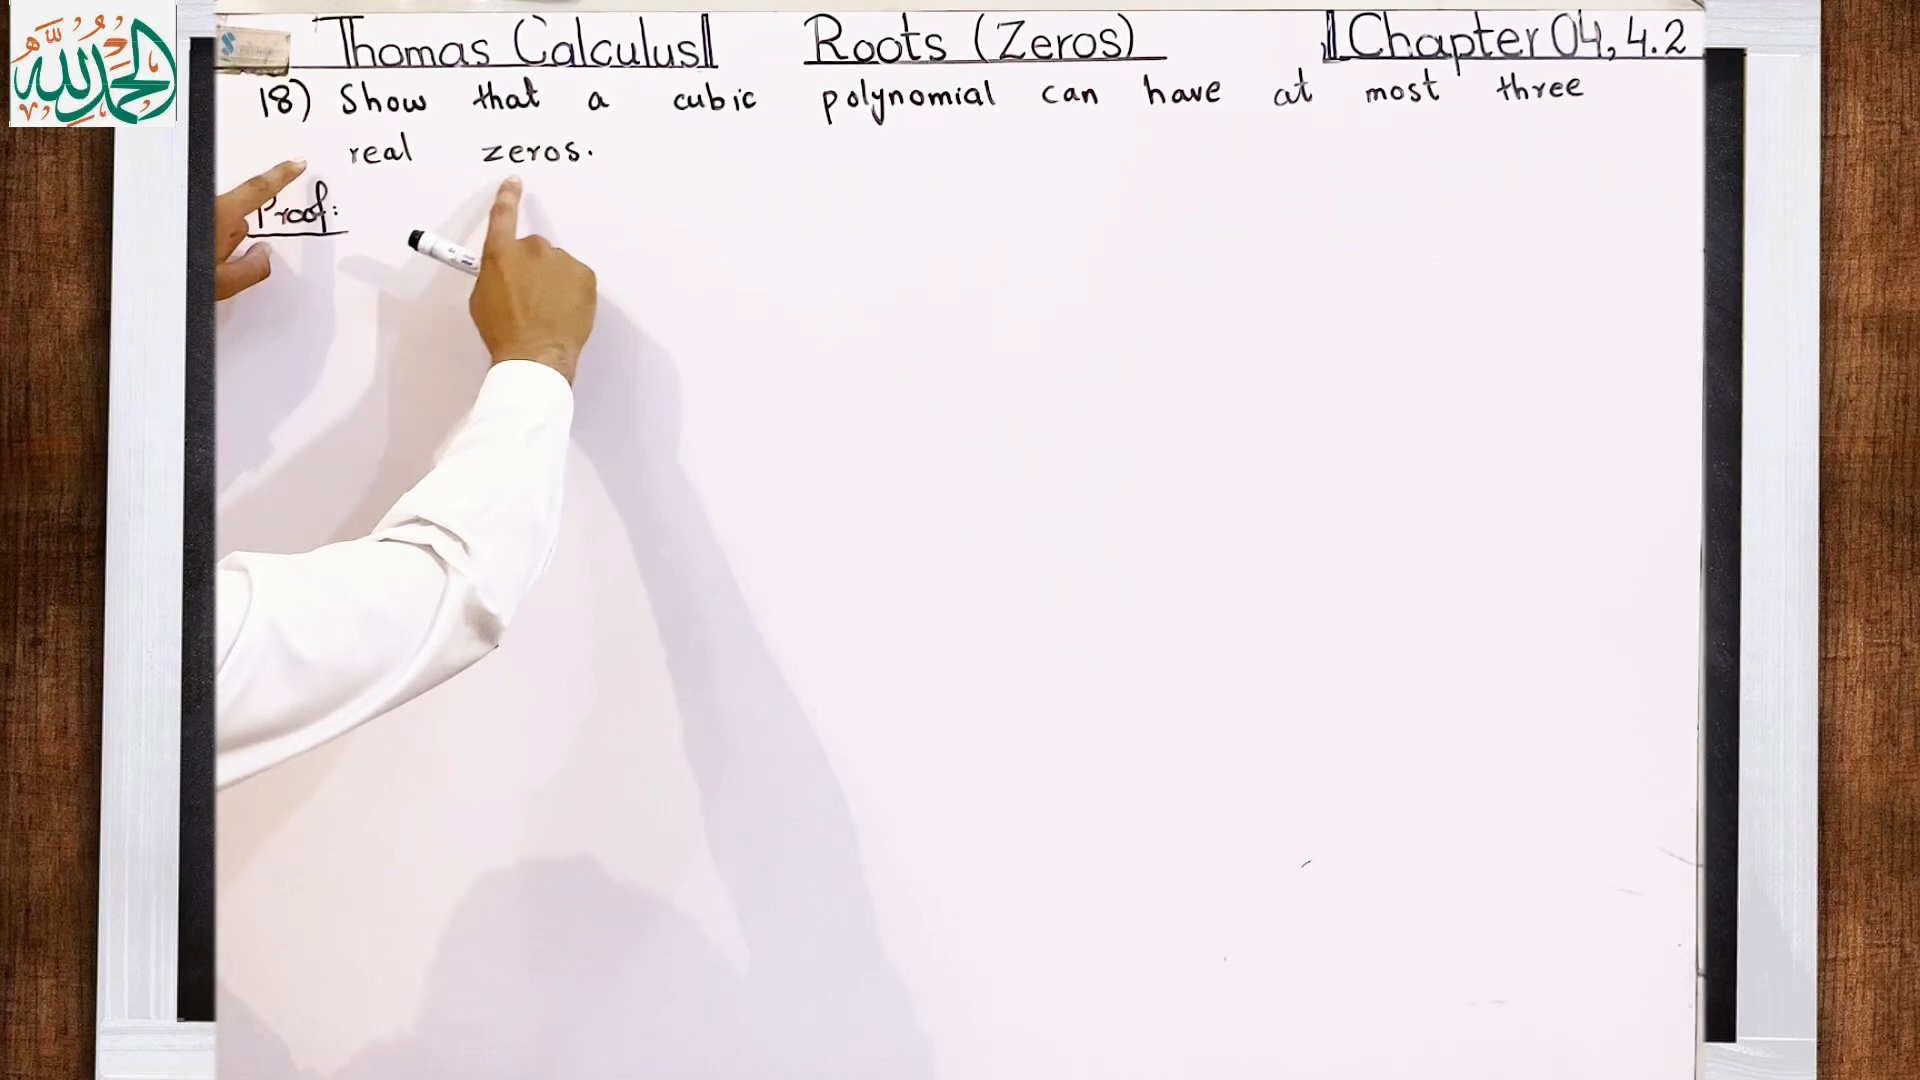 الحمد لله
Thomas Calculus Roots (Zeros) Chapter 04, 4.2
18) Show that a cubic polynomial can have at most three
real zeros.
Proof: